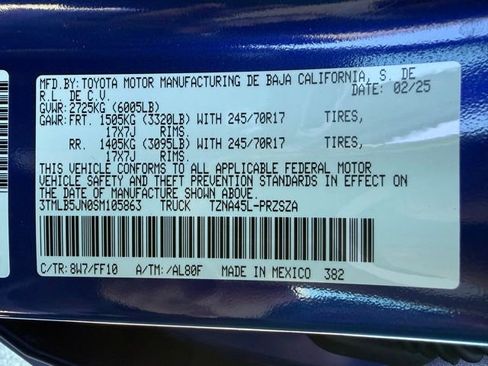 MFD.BY:TOYOTA MOTOR MANUFACTURING DE BAJA CALIFORNIA, S. DE
R.L. DE C.V. DATE: 02/25
GVWR:2725KG (6005LB)
GAWR:FRT. 1505KG (3320LB) WITH 245/70R17 TIRES,
17X7J RIMS.
RR. 1405KG (3095LB) WITH 245/70R17 TIRES,
17X7J RIMS.
THIS VEHICLE CONFORMS TO ALL APPLICABLE FEDERAL MOTOR
VEHICLE SAFETY AND THEFT PREVENTION STANDARDS IN EFFECT ON
THE DATE OF MANUFACTURE SHOWN ABOVE.
3TMLB5JN0SM105863 TRUCK TZNA45L-PRZSZA
C/TR:8W7/FF10 A/TM:/AL80F MADE IN MEXICO 382